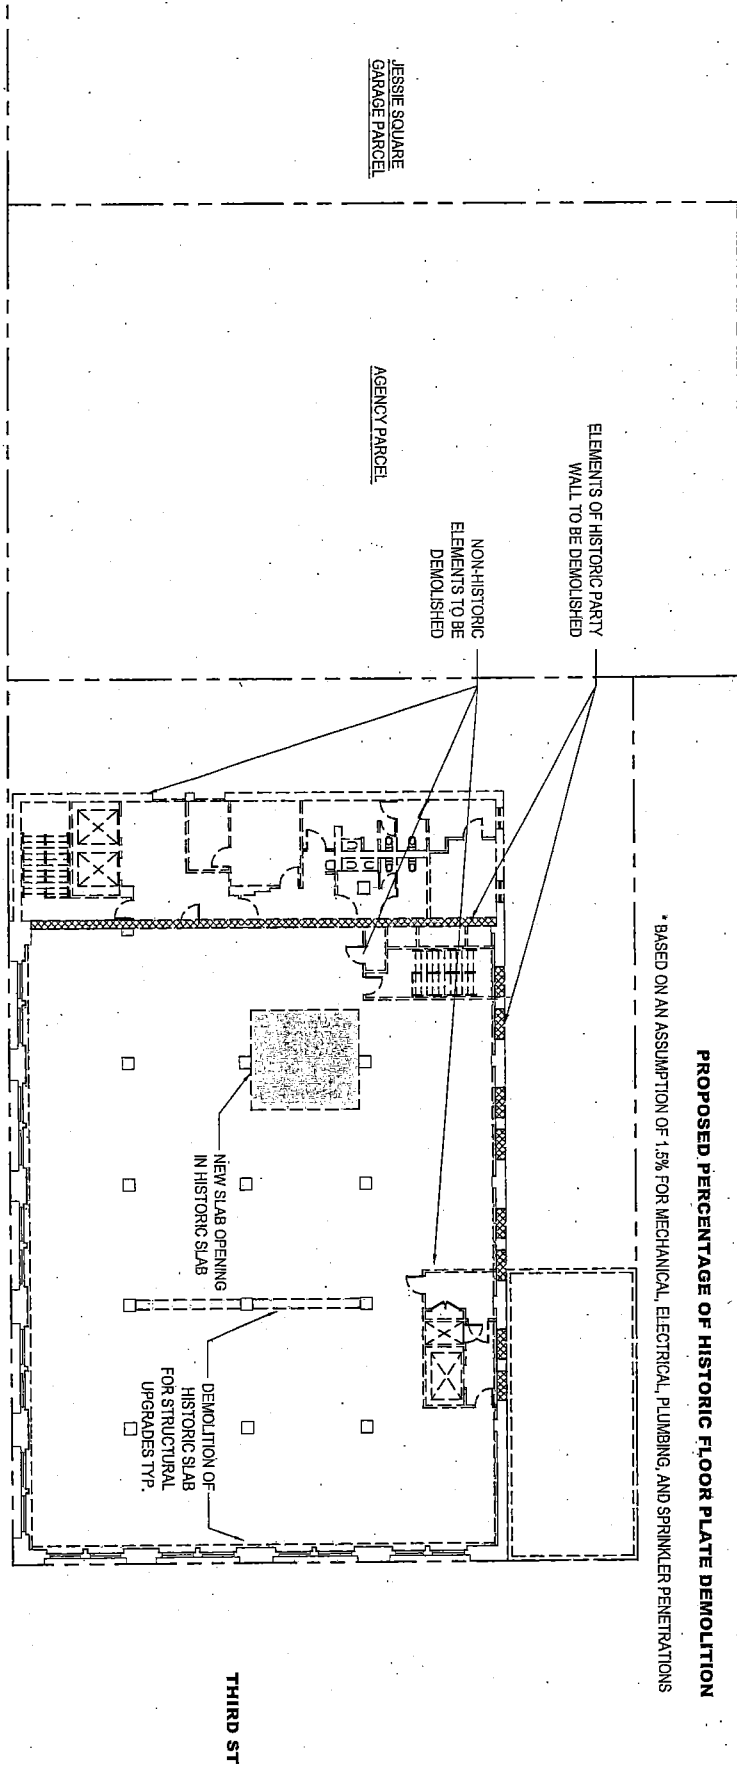 PROPOSED PERCENTAGE OF HISTORIC FLOOR PLATE DEMOLITION
* BASED ON AN ASSUMPTION OF 1.5% FOR MECHANICAL, ELECTRICAL, PLUMBING, AND SPRINKLER PENETRATIONS
ELEMENTS OF HISTORIC PARTY
WALL TO BE DEMOLISHED
NON-HISTORIC
ELEMENTS TO BE
DEMOLISHED
JESSIE SQUARE
GARAGE PARCEL
AGENCY PARCEL
NEW SLAB OPENING
IN HISTORIC SLAB
DEMOLITION OF
HISTORIC SLAB
FOR STRUCTURAL
UPGRADES TYP.
THIRD ST